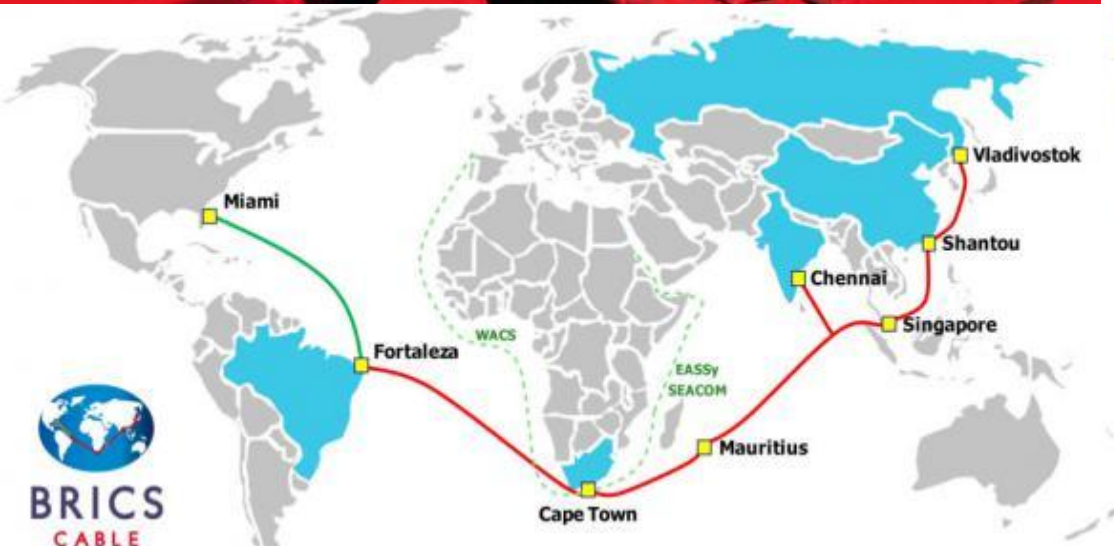 Miami
Vladivostok
Shantou
Chennai
Singapore
WACS
Fortaleza
EASSy
SEACOM
Mauritius
Cape Town
BRICS
CABLE